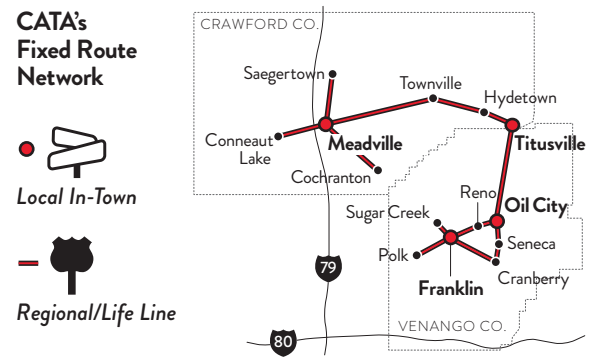 CATA's
Fixed Route
Network
Local In-Town
Regional/Life Line
CRAWFORD CO.
Saegertown
Townville
Hydetown
Conneaut
Lake
Meadville
Titusville
Cochranton
Reno
Oil City
Sugar Creek
Seneca
Polk
Cranberry
Franklin
79
VENANGO CO.
80